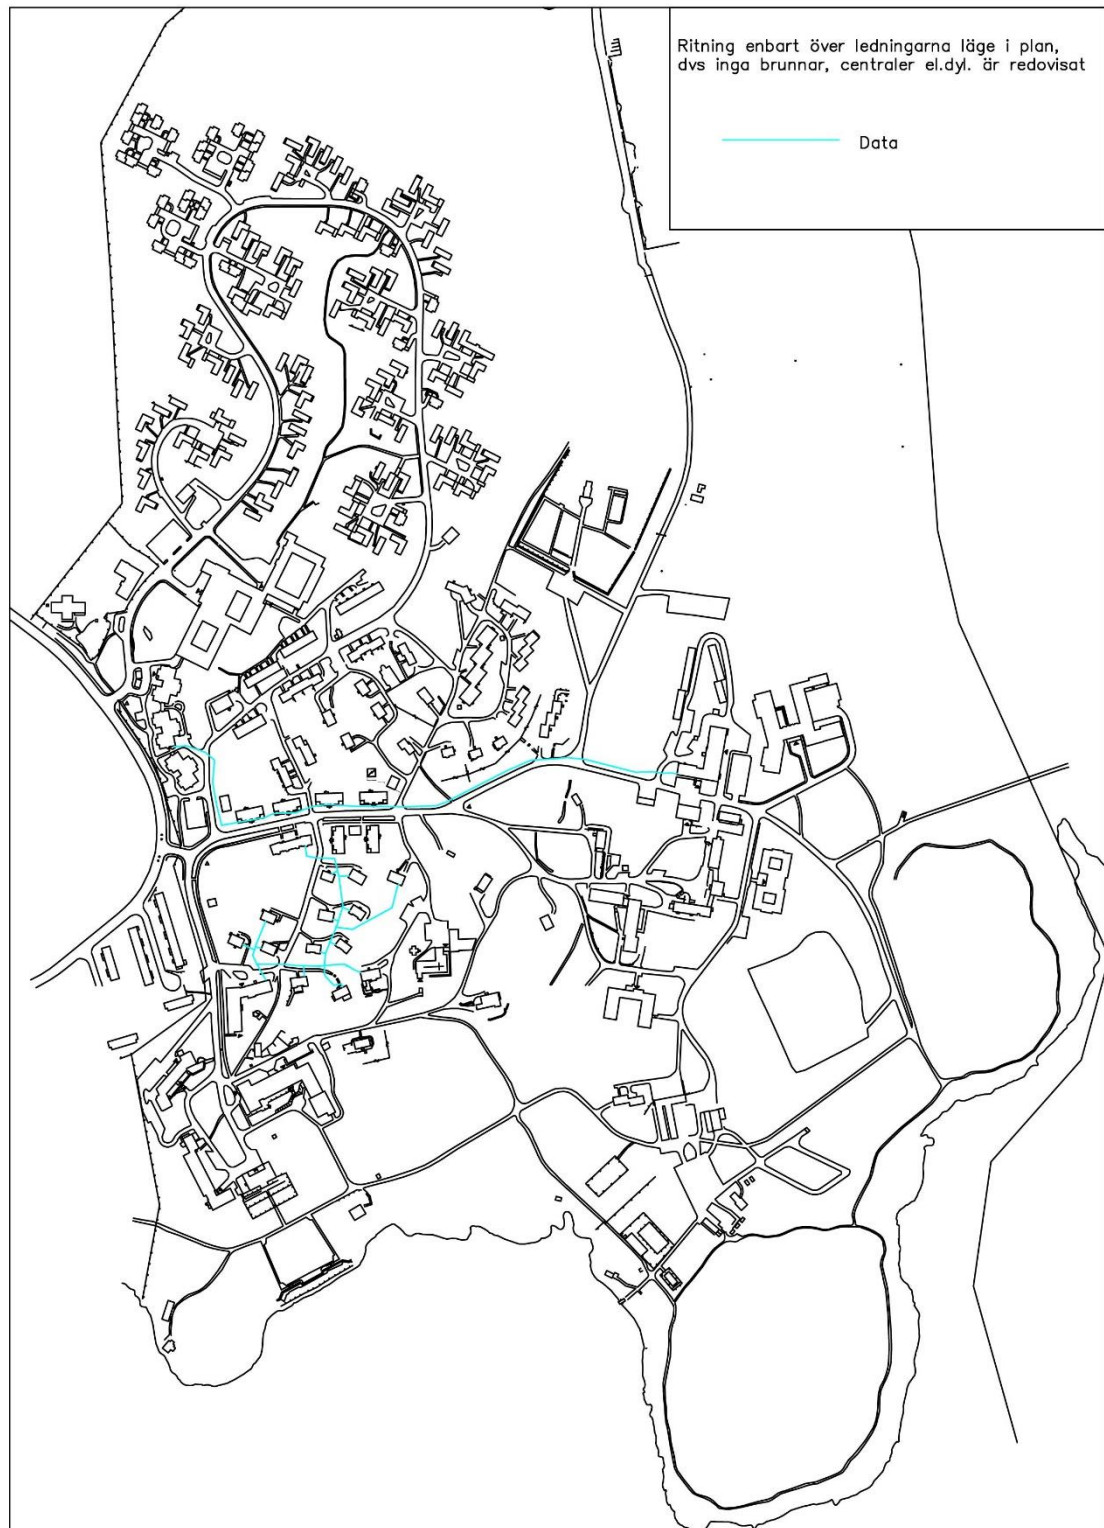 Ritning enbart över ledningarna läge i plan,
dvs inga brunnar, centraler el.dyl. är redovisat
Data